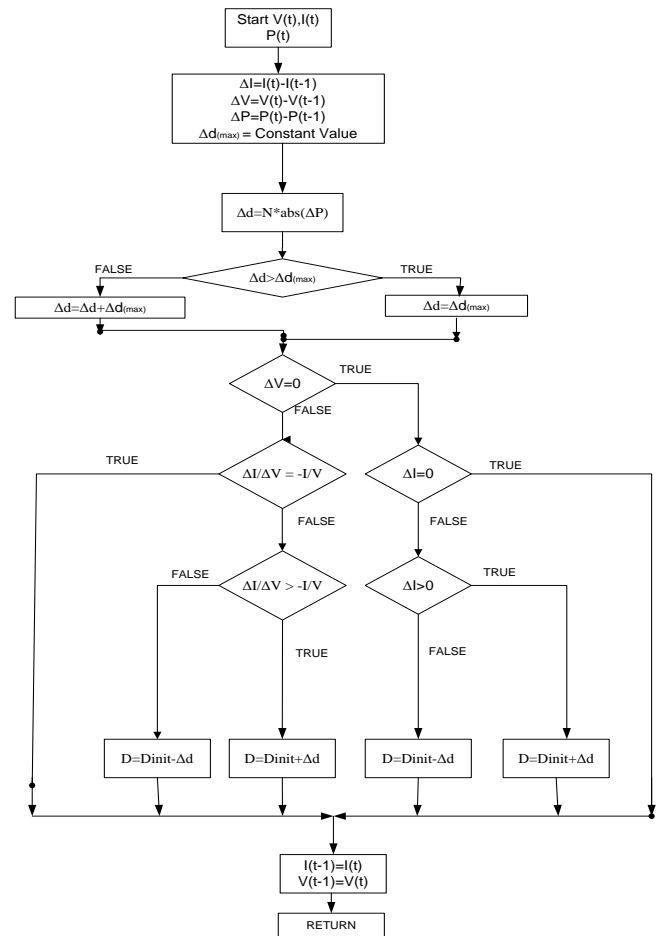 Start V(t),I(t)
P(t)
ΔI=I(t)-I(t-1)
ΔV=V(t)-V(t-1)
ΔP=P(t)-P(t-1)
Δd(max) = Constant Value
Δd=N*abs(ΔP)
FALSE
Δd>Δd(max)
TRUE
Δd=Δd+Δd(max)
Δd=Δd(max)
ΔV=0
TRUE
FALSE
TRUE
ΔI/ΔV = -I/V
ΔI=0
TRUE
FALSE
FALSE
FALSE
ΔI/ΔV > -I/V
ΔI>0
TRUE
TRUE
FALSE
D=Dinit-Δd
D=Dinit+Δd
D=Dinit-Δd
D=Dinit+Δd
I(t-1)=I(t)
V(t-1)=V(t)
RETURN